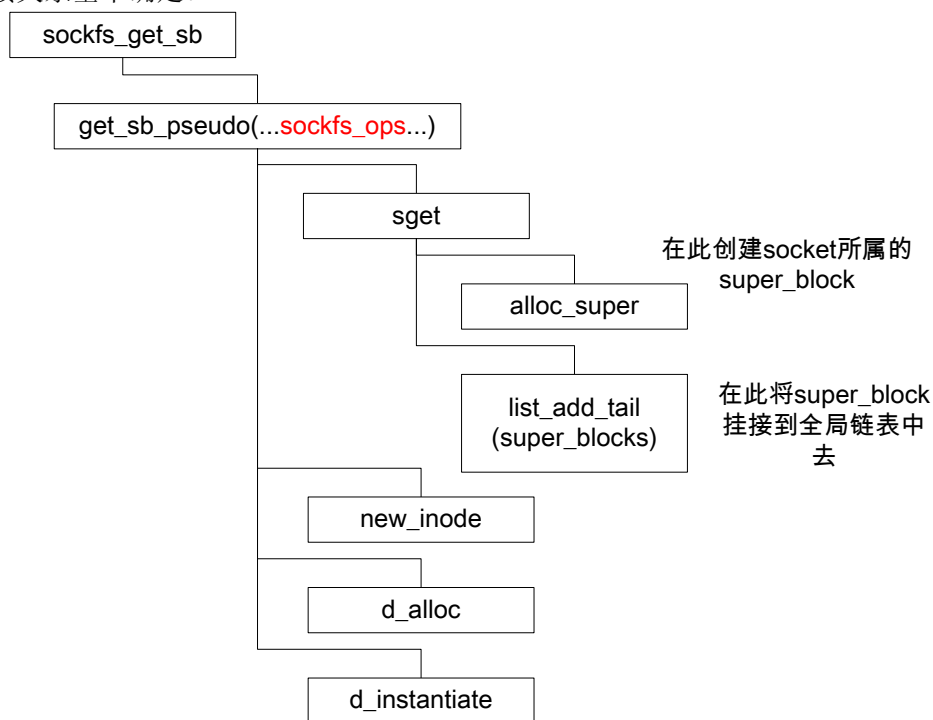 sockfs_get_sb
get_sb_pseudo(...sockfs_ops...)
sget
在此创建socket所属的
super_block
alloc_super
list_add_tail
(super_blocks)
在此将super_block
挂接到全局链表中
去
new_inode
d_alloc
d_instantiate